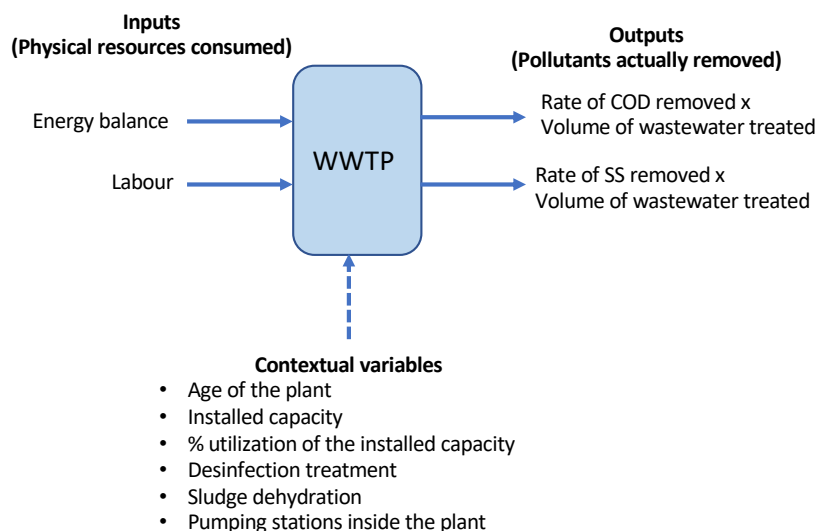 Inputs
(Physical resources consumed)
Energy balance
Labour
WWTP
Outputs
(Pollutants actually removed)
Rate of COD removed x
Volume of wastewater treated
Rate of SS removed x
Volume of wastewater treated
Contextual variables
• Age of the plant
• Installed capacity
• % utilization of the installed capacity
• Desinfection treatment
• Sludge dehydration
• Pumping stations inside the plant